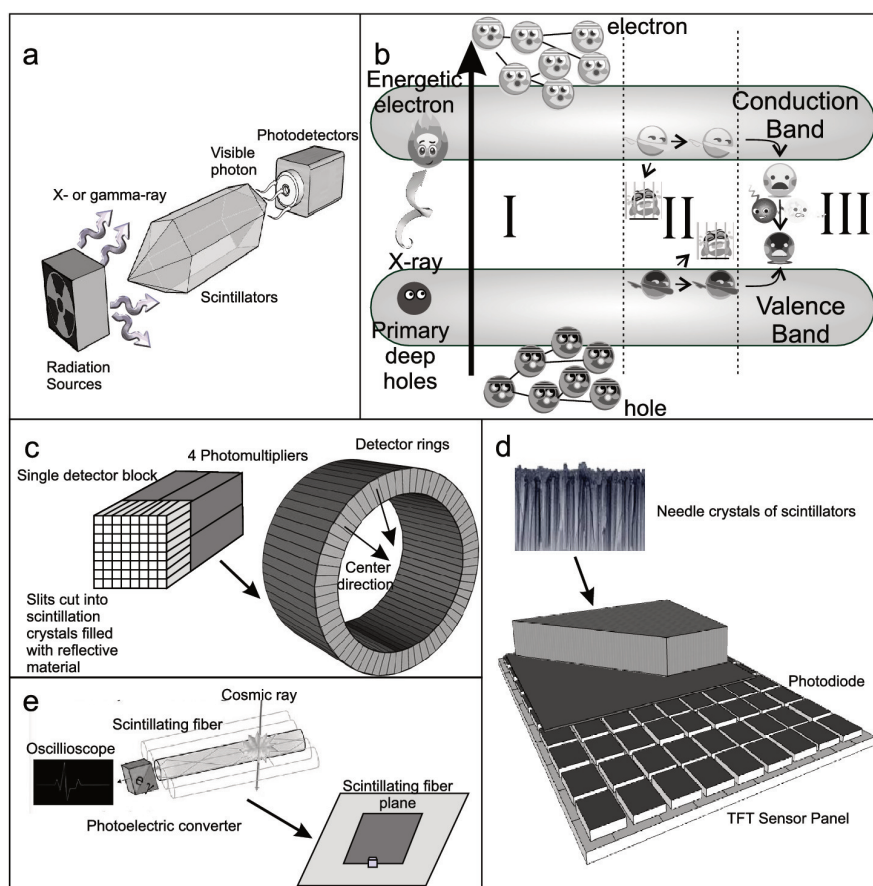 a
Photodetectors
Visible
photon
X- or gamma-ray
Scintillators
Radiation
Sources
b
electron
Energetic
electron
Conduction
Band
I
II
III
X-ray
Primary
deep
holes
Valence
Band
hole
c
Single detector block
4 Photomultipliers
Detector rings
Center
direction
Slits cut into
scintillation
crystals filled
with reflective
material
d
Needle crystals of scintillators
Photodiode
TFT Sensor Panel
e
Cosmic ray
Scintillating fiber
Oscillioscope
Photoelectric converter
Scintillating fiber
plane